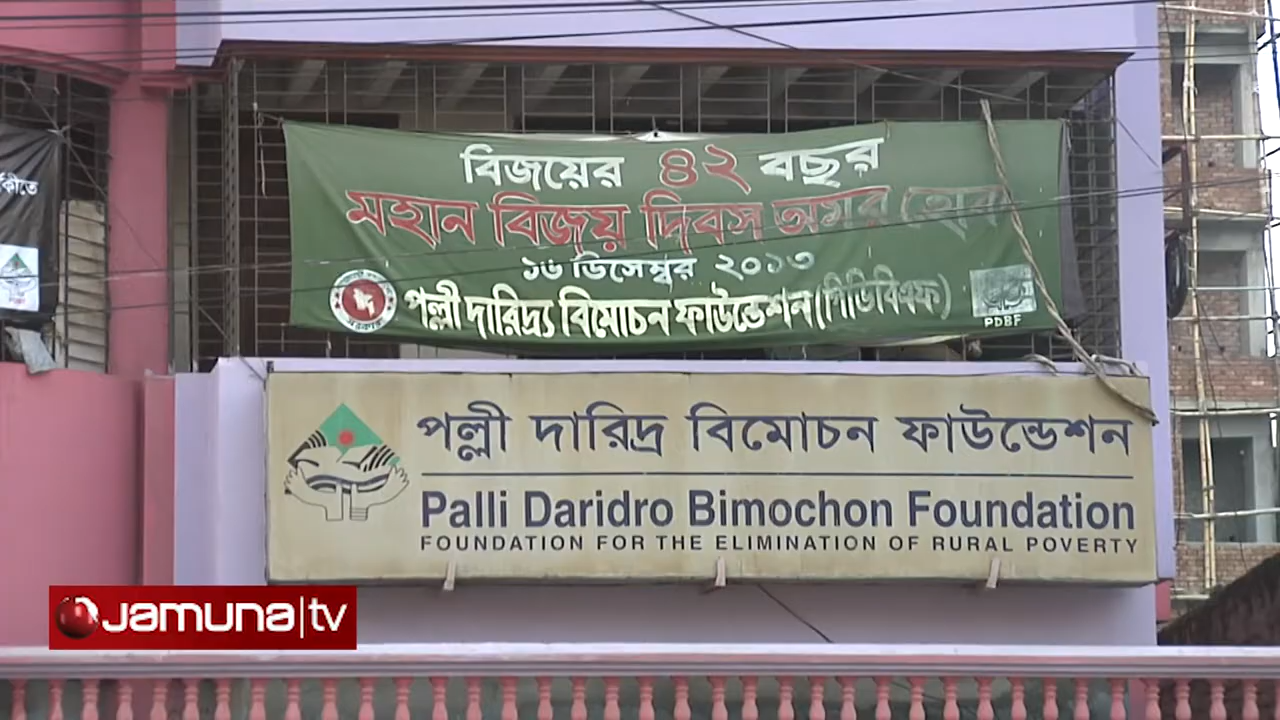 বিজয়ের ৪২ বছর
মহান বিজয় দিবস অমর হোক
১৬ ডিসেম্বর ২০১৩
পল্লী দারিদ্র্য বিমোচন ফাউন্ডেশন (পিডিবিএফ)
PDBF
পল্লী দারিদ্র বিমোচন ফাউন্ডেশন
Palli Daridro Bimochon Foundation
FOUNDATION FOR THE ELIMINATION OF RURAL POVERTY
JAMUNA|tv